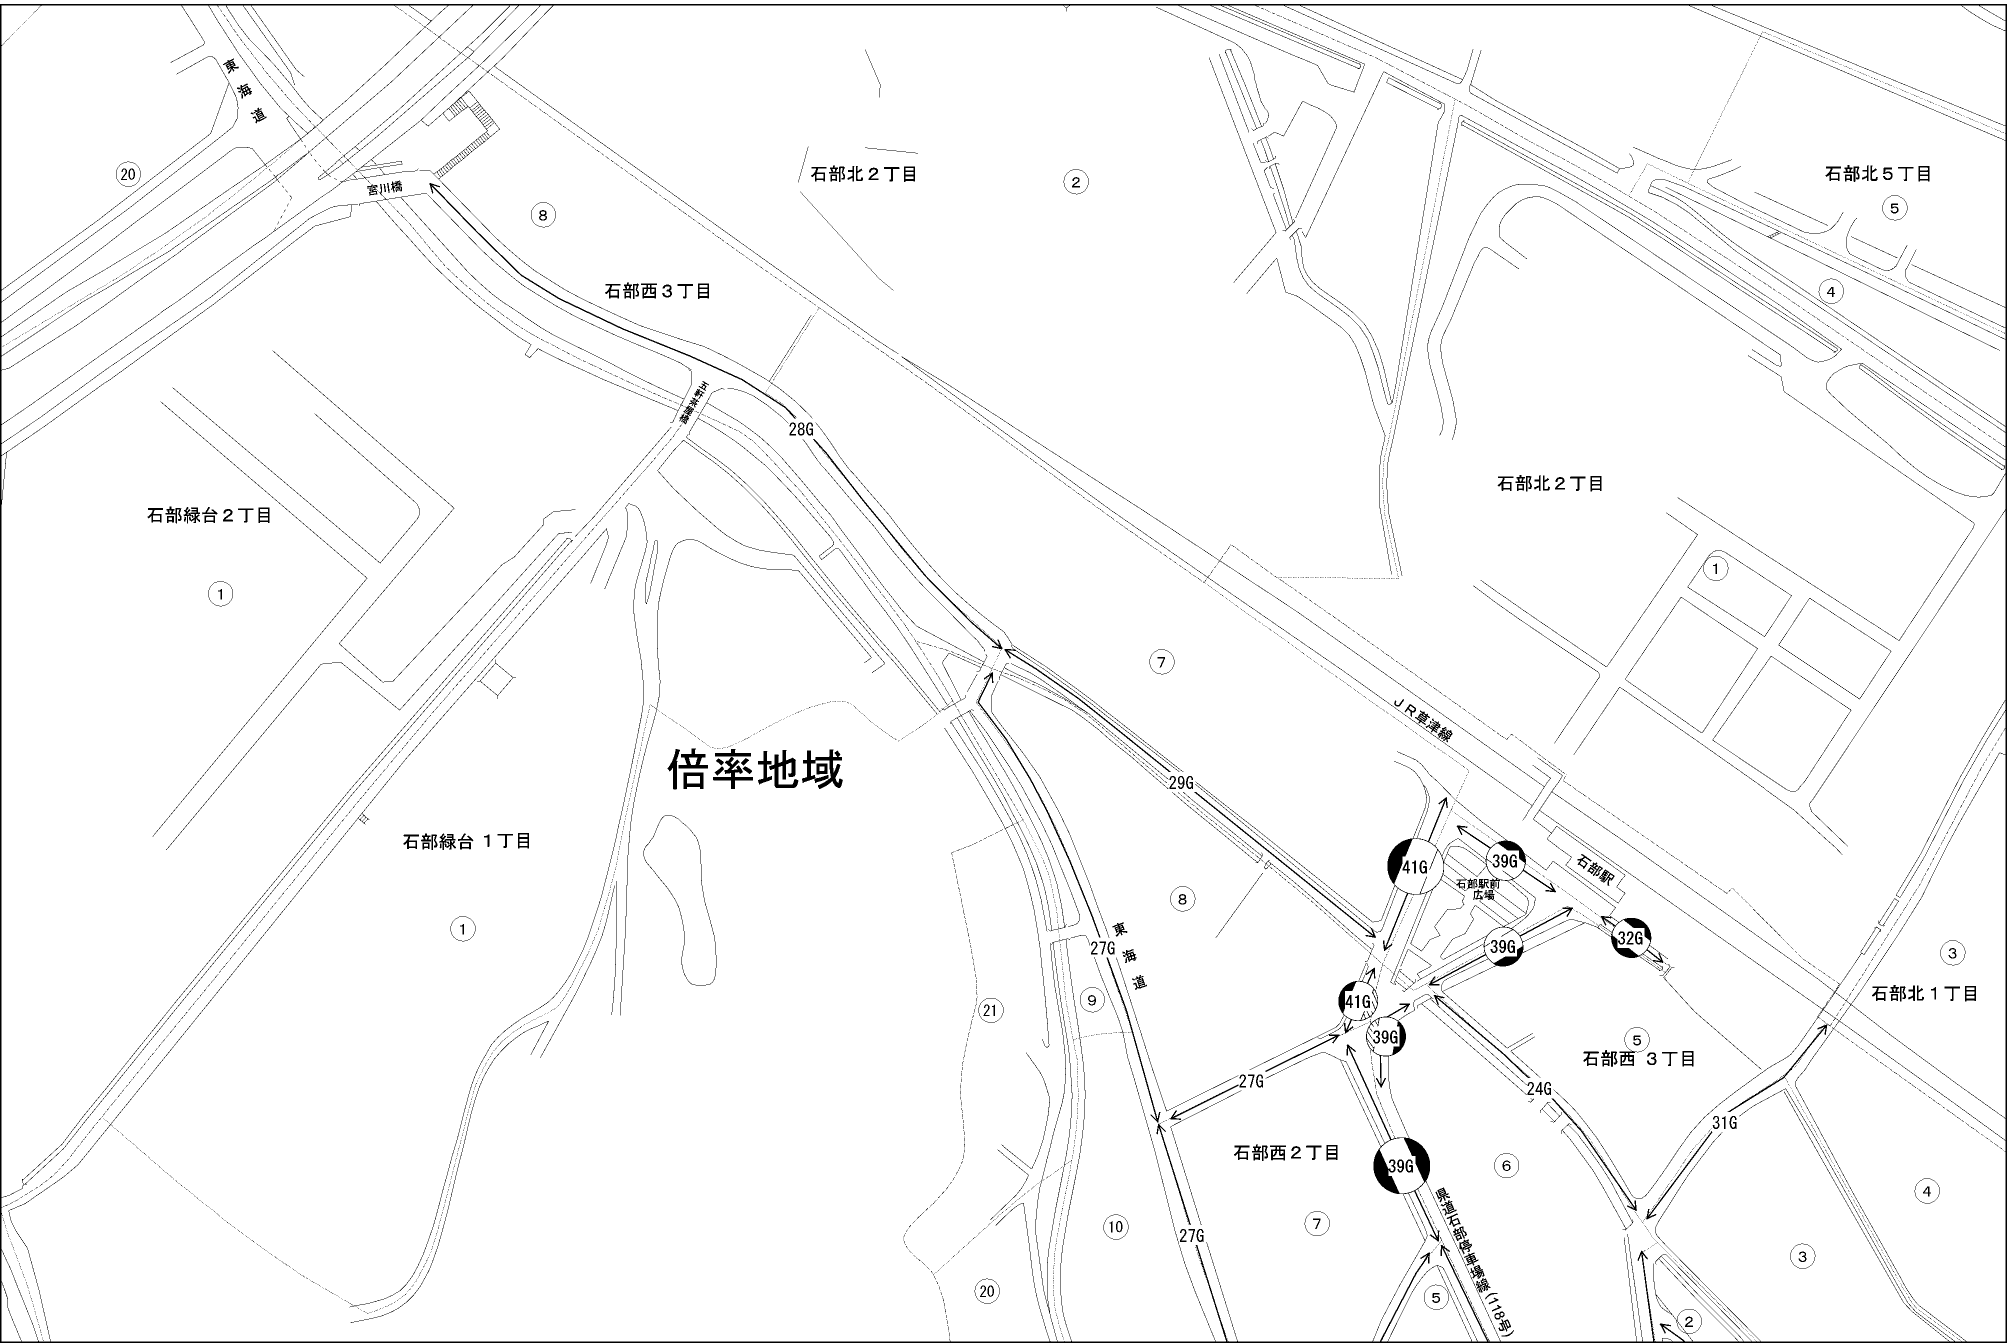 東海道
20
宮川橋
8
石部北２丁目
2
石部北５丁目
5
4
石部西３丁目
28G
石部緑台２丁目
1
石部北２丁目
1
7
JR草津線
倍率地域
29G
石部緑台 １丁目
1
41G
39G
石部駅
石部駅前
広場
8
東海道
27G
39G
32G
3
石部北１丁目
9
21
41G
39G
5
石部西 ３丁目
27G
24G
31G
石部西２丁目
39G
6
4
県道石部停車場線(118号)
10
7
27G
3
20
5
2